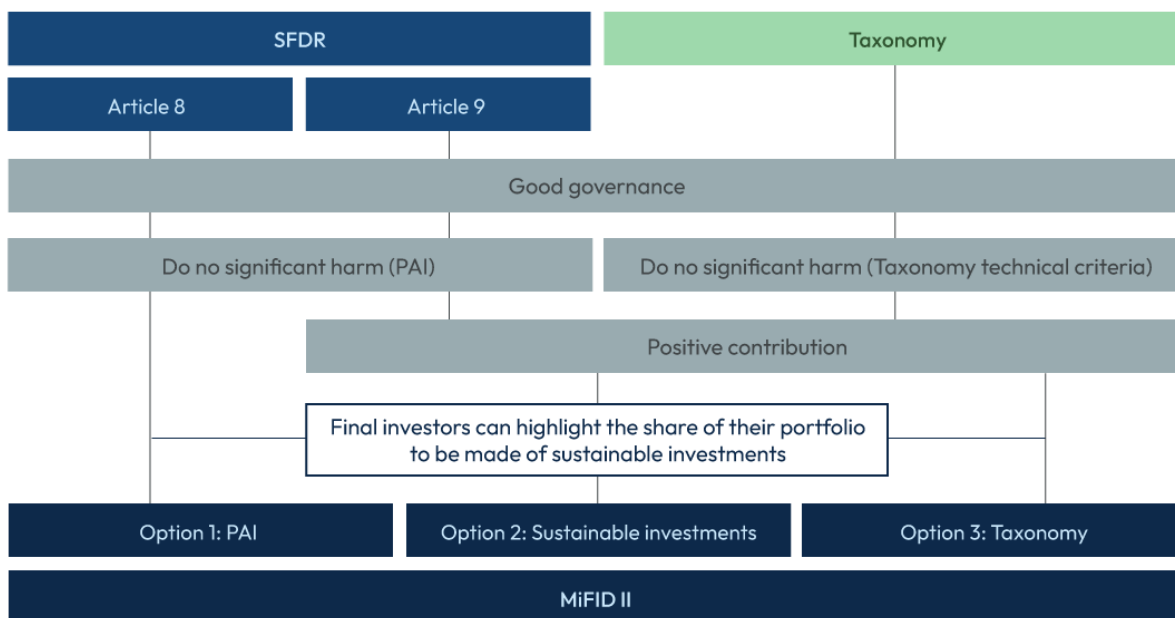 SFDR
Taxonomy
Article 8
Article 9
Good governance
Do no significant harm (PAI)
Do no significant harm (Taxonomy technical criteria)
Positive contribution
Final investors can highlight the share of their portfolio
to be made of sustainable investments
Option 1: PAI
Option 2: Sustainable investments
Option 3: Taxonomy
MiFID II